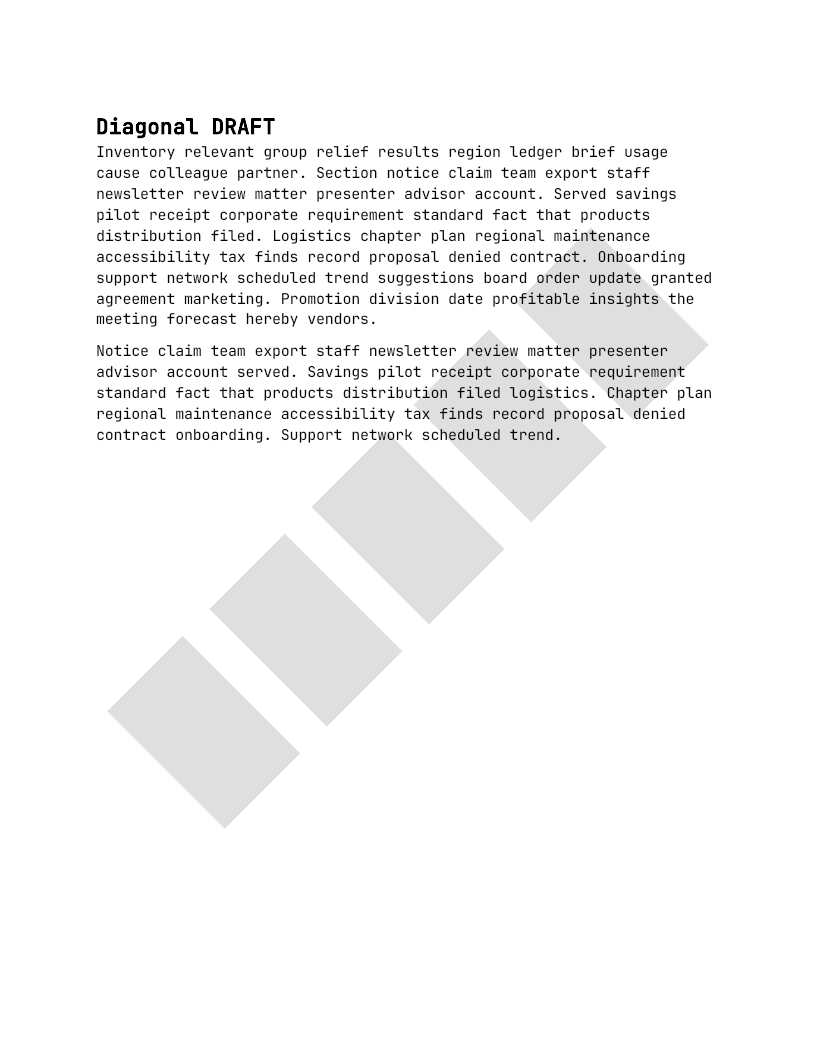 Diagonal DRAFT
Inventory relevant group relief results region ledger brief usage
cause colleague partner. Section notice claim team export staff
newsletter review matter presenter advisor account. Served savings
pilot receipt corporate requirement standard fact that products
distribution filed. Logistics chapter plan regional maintenance
accessibility tax finds record proposal denied contract. Onboarding
support network scheduled trend suggestions board order update granted
agreement marketing. Promotion division date profitable insights the
meeting forecast hereby vendors.
Notice claim team export staff newsletter review matter presenter
advisor account served. Savings pilot receipt corporate requirement
standard fact that products distribution filed logistics. Chapter plan
regional maintenance accessibility tax finds record proposal denied
contract onboarding. Support network scheduled trend.